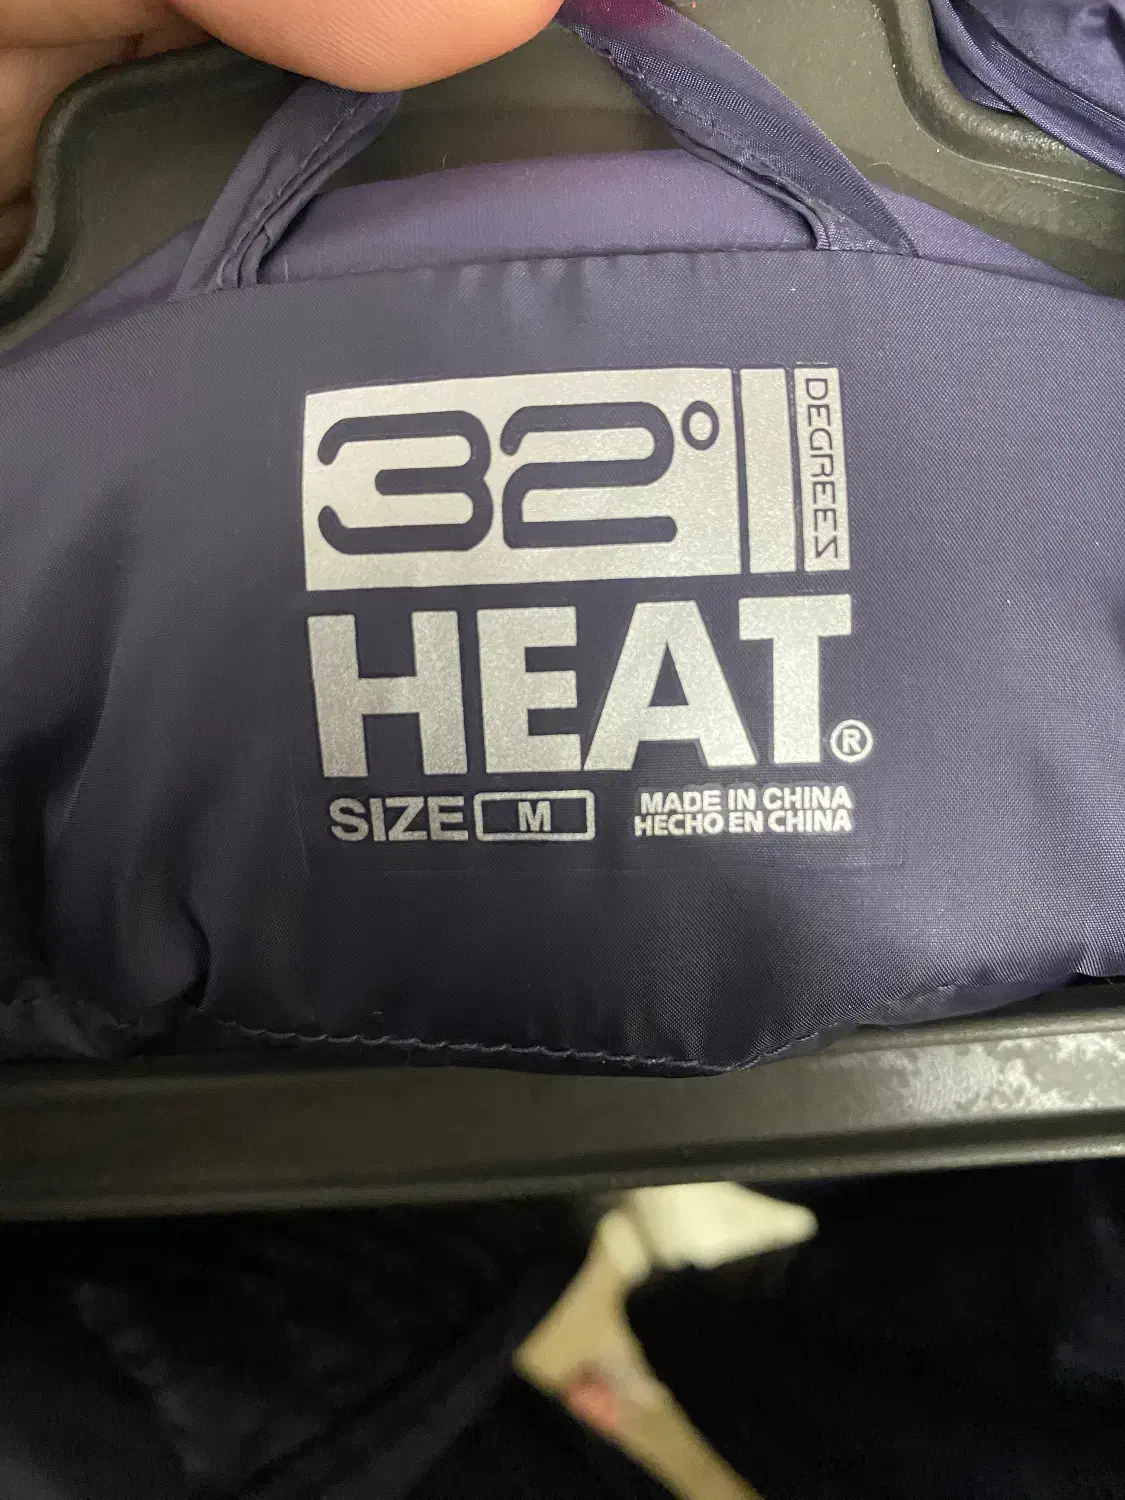 32°
DEGREES
HEAT®
SIZE M
MADE IN CHINA
HECHO EN CHINA